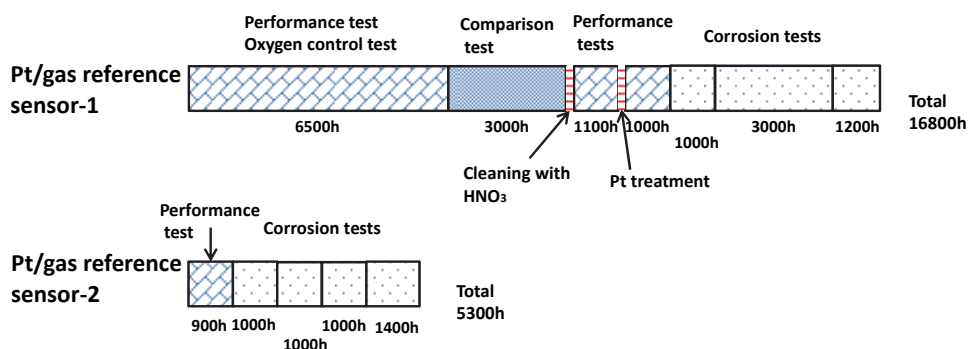 Performance test
Oxygen control test
Comparison
test
Performance
tests
Corrosion tests
Pt/gas reference
sensor-1
6500h
3000h
1100h
1000h
1000h
3000h
1200h
Total
16800h
Cleaning with
HNO₃
Pt treatment
Performance
test
Corrosion tests
Pt/gas reference
sensor-2
900h
1000h
1000h
1000h
1400h
Total
5300h